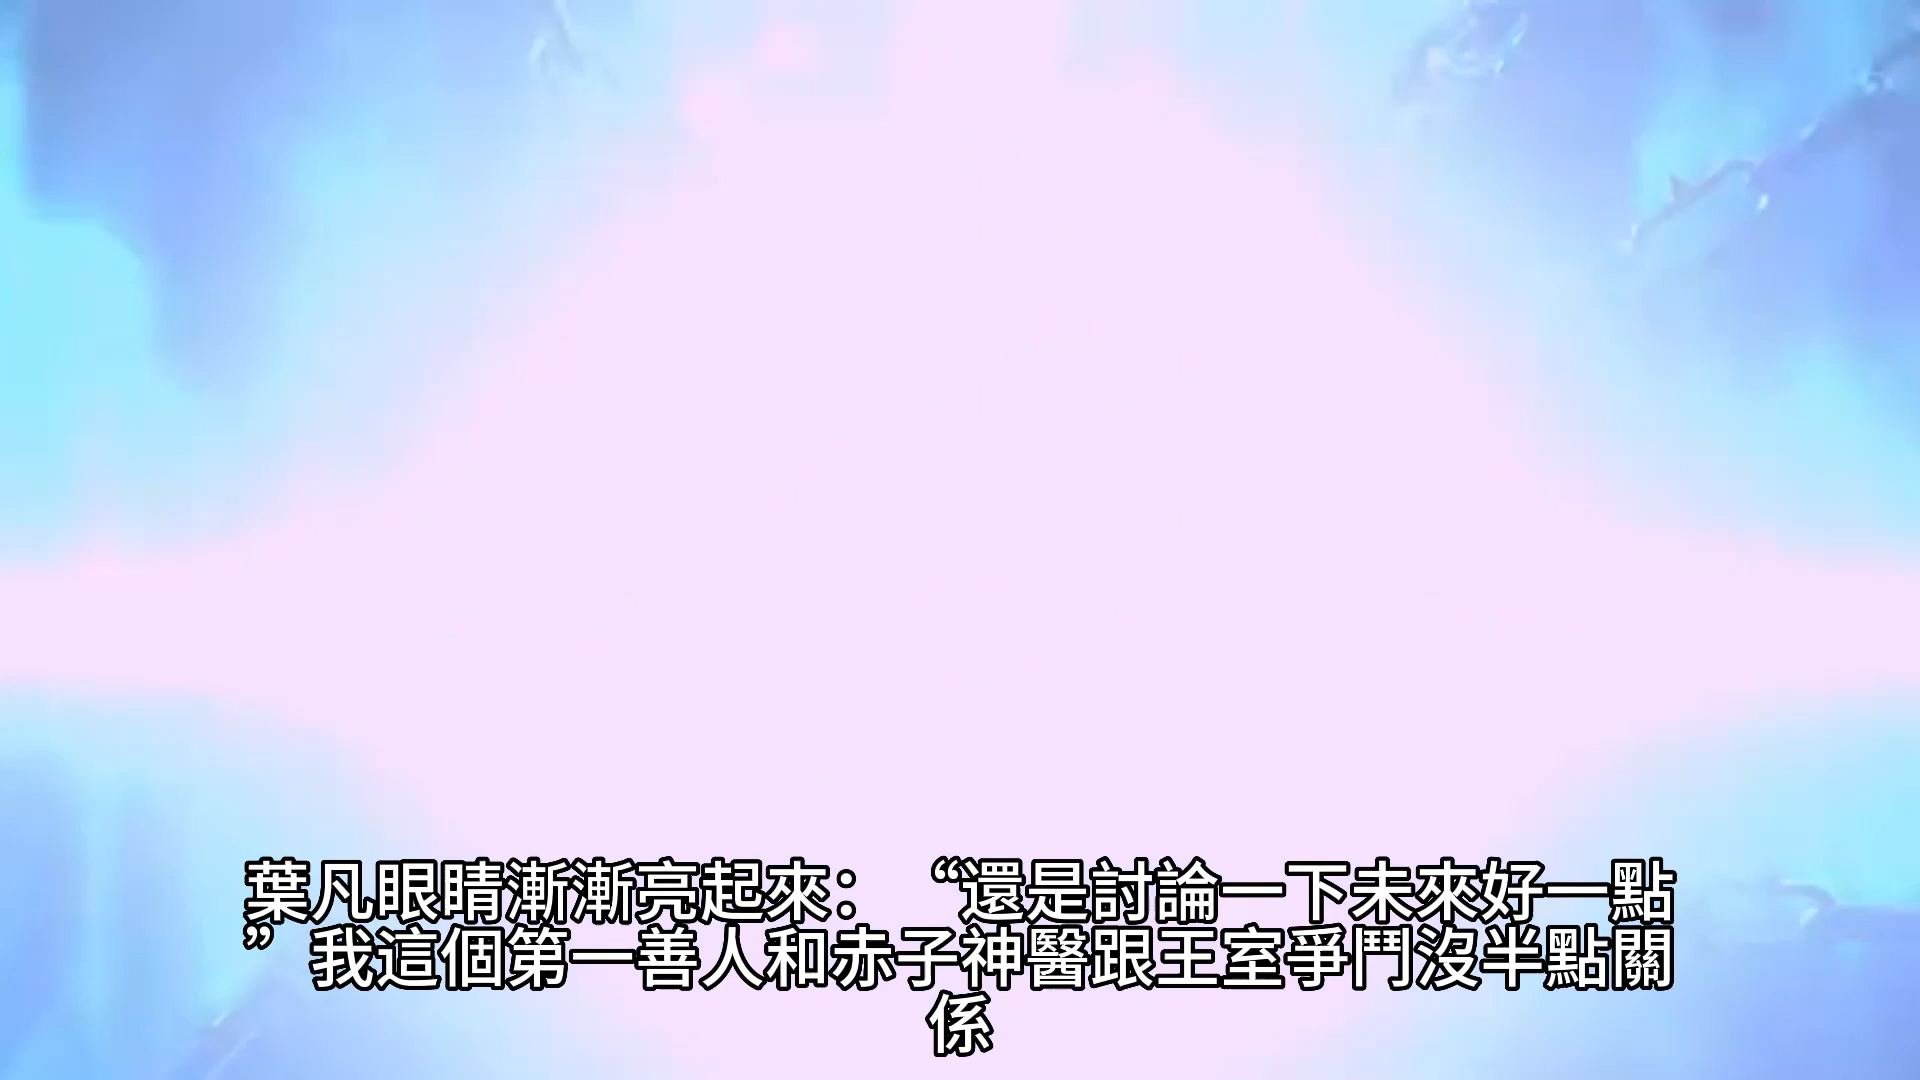 葉凡眼睛漸漸亮起來：“還是討論一下未來好一點
”我這個第一善人和赤子神醫跟王室爭鬥沒半點關
係